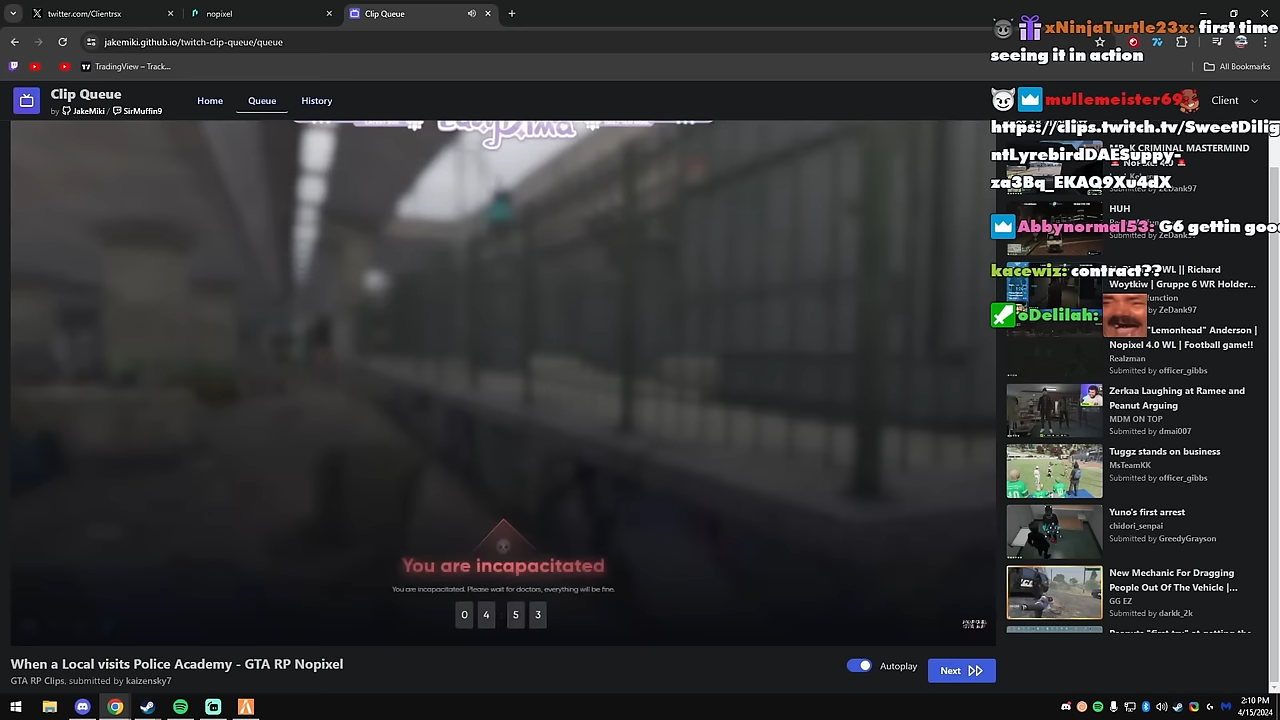 twitter.com/Clientrsx
nopixel
Clip Queue
jakemiki.github.io/twitch-clip-queue/queue
TradingView – Track...
All Bookmarks
xNinjaTurtle23x: first time
seeing it in action
Clip Queue
by JakeMiki / SirMuffin9
Home
Queue
History
mullemeister69
Client
https://clips.twitch.tv/SweetDilig
ntLyrebirdDAESuppy-
za3Bq_EKAQ9Xu4dX
MR. K CRIMINAL MASTERMIND
Submitted by ZeDank97
HUH
Submitted by ZeDank97
Abbynormal53: G6 gettin goo
kacewiz: contract??
WL || Richard
Woytkiw | Gruppe 6 WR Holder...
by ZeDank97
oDelilah:
"Lemonhead" Anderson |
Nopixel 4.0 WL | Football game!!
Realzman
Submitted by officer_gibbs
Zerkaa Laughing at Ramee and
Peanut Arguing
MDM ON TOP
Submitted by dmai007
Tuggz stands on business
MsTeamKK
Submitted by officer_gibbs
Yuno's first arrest
chidori_senpai
Submitted by GreedyGrayson
New Mechanic For Dragging
People Out Of The Vehicle |...
GG EZ
Submitted by darkk_2k
You are incapacitated
You are incapacitated. Please wait for doctors, everything will be fine.
0 4 5 3
When a Local visits Police Academy - GTA RP Nopixel
GTA RP Clips, submitted by kaizensky7
Autoplay
Next
2:10 PM
4/15/2024